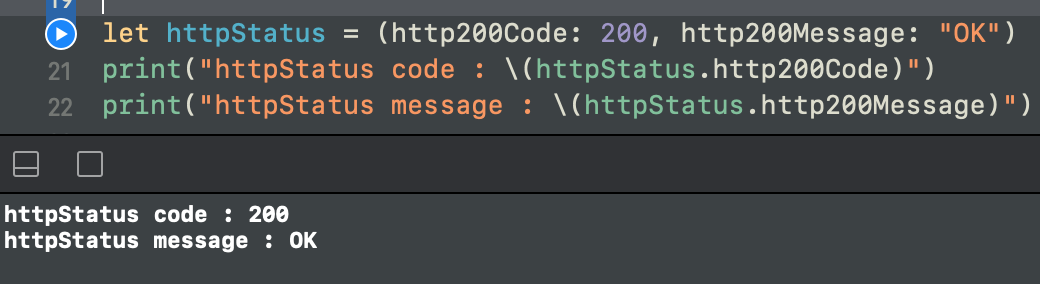 19
let httpStatus = (http200Code: 200, http200Message: "OK")
21 print("httpStatus code : \(httpStatus.http200Code)")
22 print("httpStatus message : \(httpStatus.http200Message)")
httpStatus code : 200
httpStatus message : OK